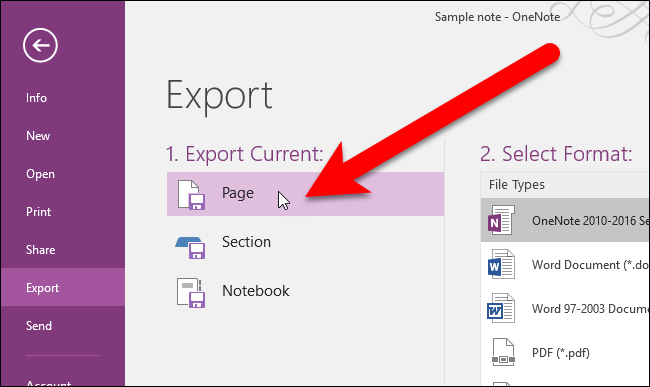 Sample note - OneNote
Info
New
Open
Print
Share
Export
Send
Account
Export
1. Export Current:
Page
Section
Notebook
2. Select Format:
File Types
OneNote 2010-2016 Se
Word Document (*.do
Word 97-2003 Docume
PDF (*.pdf)